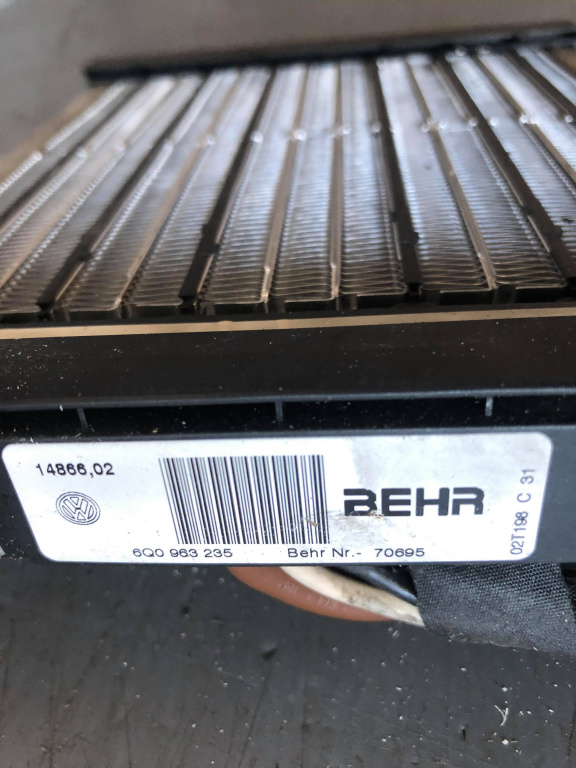 14866,02
BEHR
02T198 C 31
6Q0 963 235 Behr Nr.- 70695